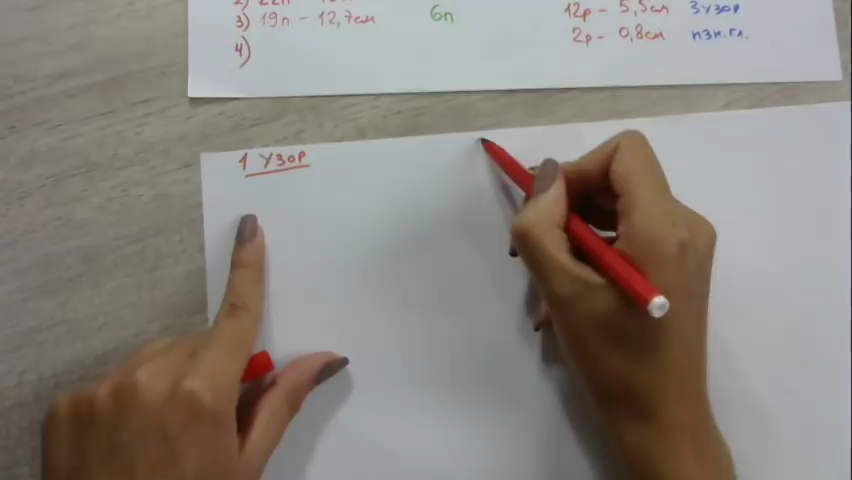 3) 19п - 12,7см 6п
4)
12р - 5,5см 3 узор
2р - 0,8см изн.гл.
1 УЗОР